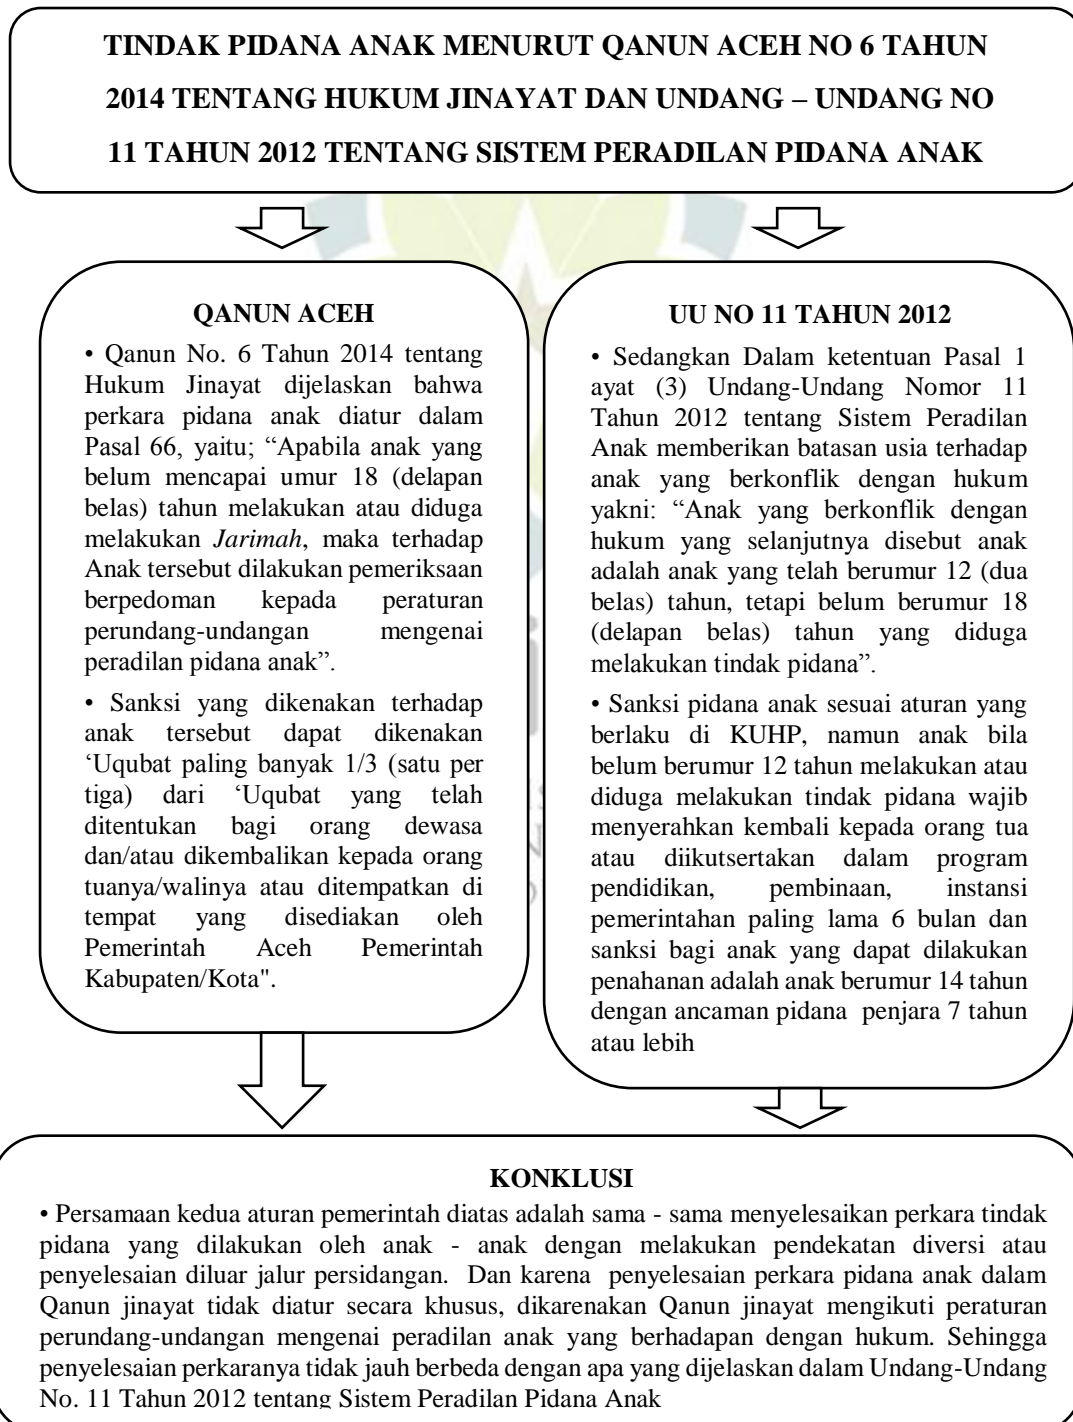 TINDAK PIDANA ANAK MENURUT QANUN ACEH NO 6 TAHUN
2014 TENTANG HUKUM JINAYAT DAN UNDANG – UNDANG NO
11 TAHUN 2012 TENTANG SISTEM PERADILAN PIDANA ANAK
QANUN ACEH
• Qanun No. 6 Tahun 2014 tentang
Hukum Jinayat dijelaskan bahwa
perkara pidana anak diatur dalam
Pasal 66, yaitu; “Apabila anak yang
belum mencapai umur 18 (delapan
belas) tahun melakukan atau diduga
melakukan Jarimah, maka terhadap
Anak tersebut dilakukan pemeriksaan
berpedoman kepada peraturan
perundang-undangan mengenai
peradilan pidana anak”.
• Sanksi yang dikenakan terhadap
anak tersebut dapat dikenakan
‘Uqubat paling banyak 1/3 (satu per
tiga) dari ‘Uqubat yang telah
ditentukan bagi orang dewasa
dan/atau dikembalikan kepada orang
tuanya/walinya atau ditempatkan di
tempat yang disediakan oleh
Pemerintah Aceh Pemerintah
Kabupaten/Kota".
UU NO 11 TAHUN 2012
• Sedangkan Dalam ketentuan Pasal 1
ayat (3) Undang-Undang Nomor 11
Tahun 2012 tentang Sistem Peradilan
Anak memberikan batasan usia terhadap
anak yang berkonflik dengan hukum
yakni: “Anak yang berkonflik dengan
hukum yang selanjutnya disebut anak
adalah anak yang telah berumur 12 (dua
belas) tahun, tetapi belum berumur 18
(delapan belas) tahun yang diduga
melakukan tindak pidana”.
• Sanksi pidana anak sesuai aturan yang
berlaku di KUHP, namun anak bila
belum berumur 12 tahun melakukan atau
diduga melakukan tindak pidana wajib
menyerahkan kembali kepada orang tua
atau diikutsertakan dalam program
pendidikan, pembinaan, instansi
pemerintahan paling lama 6 bulan dan
sanksi bagi anak yang dapat dilakukan
penahanan adalah anak berumur 14 tahun
dengan ancaman pidana penjara 7 tahun
atau lebih
KONKLUSI
• Persamaan kedua aturan pemerintah diatas adalah sama - sama menyelesaikan perkara tindak
pidana yang dilakukan oleh anak - anak dengan melakukan pendekatan diversi atau
penyelesaian diluar jalur persidangan. Dan karena penyelesaian perkara pidana anak dalam
Qanun jinayat tidak diatur secara khusus, dikarenakan Qanun jinayat mengikuti peraturan
perundang-undangan mengenai peradilan anak yang berhadapan dengan hukum. Sehingga
penyelesaian perkaranya tidak jauh berbeda dengan apa yang dijelaskan dalam Undang-Undang
No. 11 Tahun 2012 tentang Sistem Peradilan Pidana Anak